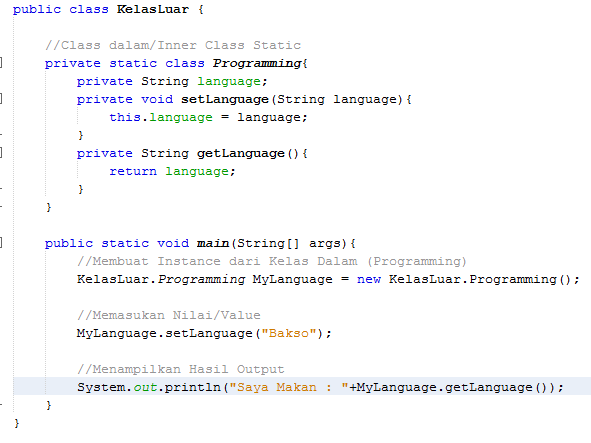 public class KelasLuar {
//Class dalam/Inner Class Static
private static class Programming{
private String language;
private void setLanguage(String language){
this.language = language;
}
private String getLanguage(){
return language;
}
}
public static void main(String[] args){
//Membuat Instance dari Kelas Dalam (Programming)
KelasLuar.Programming MyLanguage = new KelasLuar.Programming();
//Memasukan Nilai/Value
MyLanguage.setLanguage("Bakso");
//Menampilkan Hasil Output
System.out.println("Saya Makan : "+MyLanguage.getLanguage());
}
}